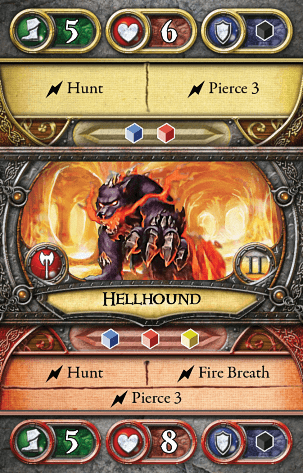 5 6
Hunt Pierce 3
II
HELLHOUND
Hunt Fire Breath
Pierce 3
5 8